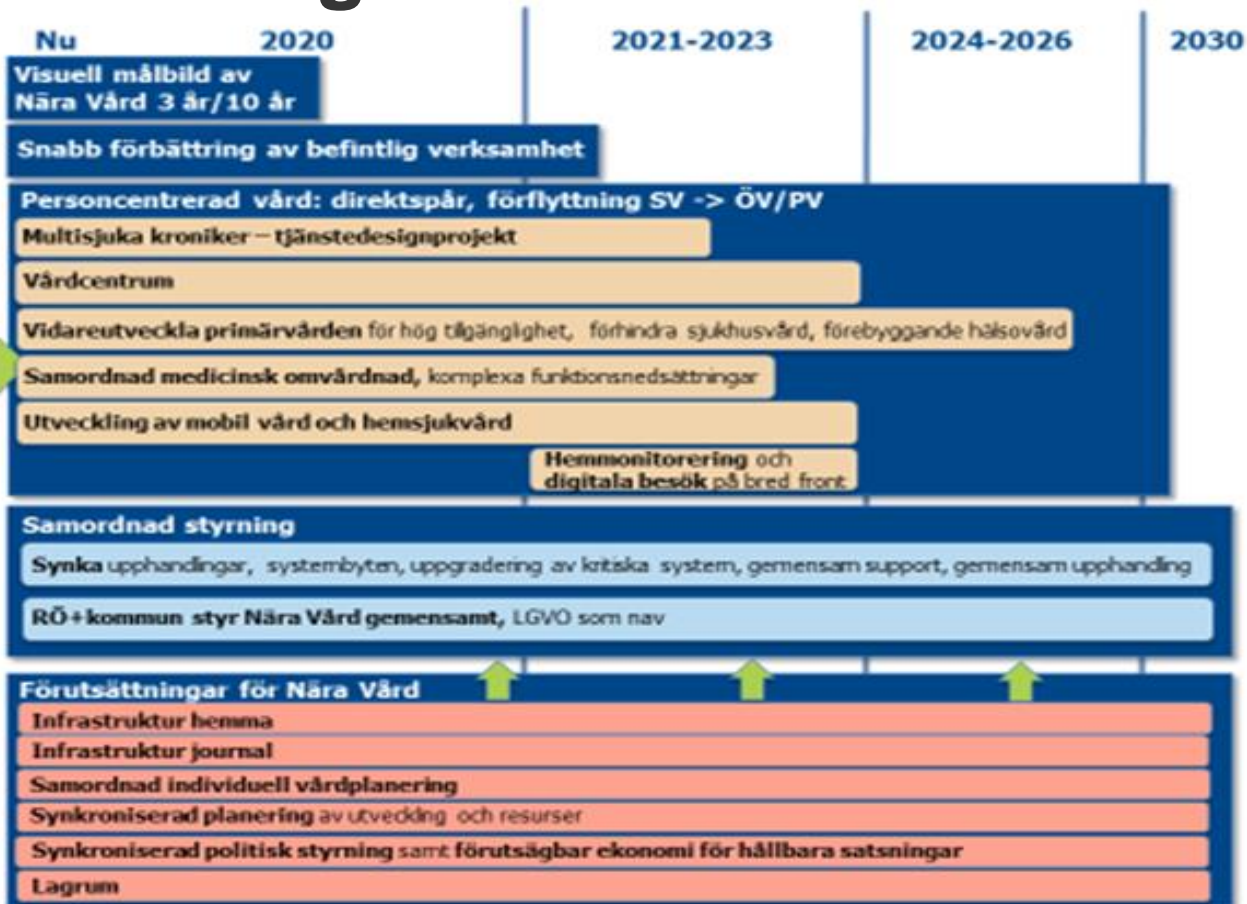 Nu 2020 2021-2023 2024-2026 2030
Visuell målbild av
Nära Vård 3 år/10 år
Snabb förbättring av befintlig verksamhet
Personcentrerad vård: direktspår, förflyttning SV -> ÖV/PV
Multisjuka kroniker – tjänstedesignprojekt
Vårdcentrum
Vidareutveckla primärvården för hög tillgänglighet, förhindra sjukhusvård, förebyggande hälsovård
Samordnad medicinsk omvårdnad, komplexa funktionsnedsättningar
Utveckling av mobil vård och hemsjukvård
Hemmonitorering och
digitala besök på bred front
Samordnad styrning
Synka upphandlingar, systembyten, uppgradering av kritiska system, gemensam support, gemensam upphandling
RÖ+kommun styr Nära Vård gemensamt, LGVO som nav
Förutsättningar för Nära Vård
Infrastruktur hemma
Infrastruktur journal
Samordnad individuell vårdplanering
Synkroniserad planering av utveckling och resurser
Synkroniserad politisk styrning samt förutsägbar ekonomi för hållbara satsningar
Lagrum